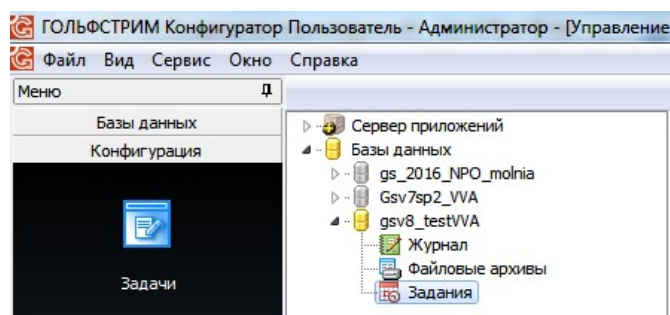 ГОЛЬФСТРИМ Конфигуратор Пользователь - Администратор - [Управление
Файл Вид Сервис Окно Справка
Меню
Базы данных
Конфигурация
Задачи
Сервер приложений
Базы данных
gs_2016_NPO_molnia
Gsv7sp2_VVA
gsv8_testVVA
Журнал
Файловые архивы
Задания